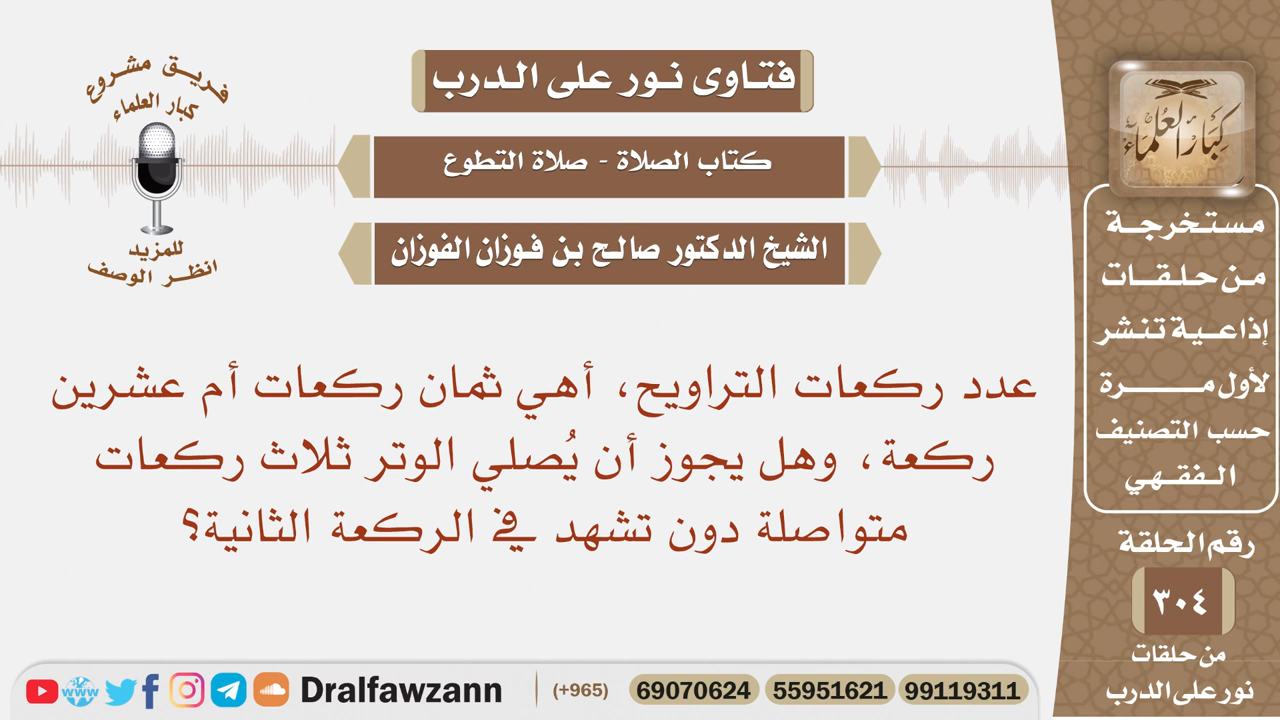 فتاوى نور على الدرب
كتاب الصلاة - صلاة التطوع
الشيخ الدكتور صالح بن فوزان الفوزان
فريق مشروع
كبار العلماء
للمزيد
انظر الوصف
عدد ركعات التراويح، أهي ثمان ركعات أم عشرين
ركعة، وهل يجوز أن يُصلي الوتر ثلاث ركعات
متواصلة دون تشهد في الركعة الثانية؟
كبار العلماء
مستخرجة
من حلقات
إذاعية تنشر
لأول مرة
حسب التصنيف
الفقهي
رقم الحلقة
٣٠٤
من حلقات
نور على الدرب
www
Dralfawzann
(+965) 69070624 55951621 99119311